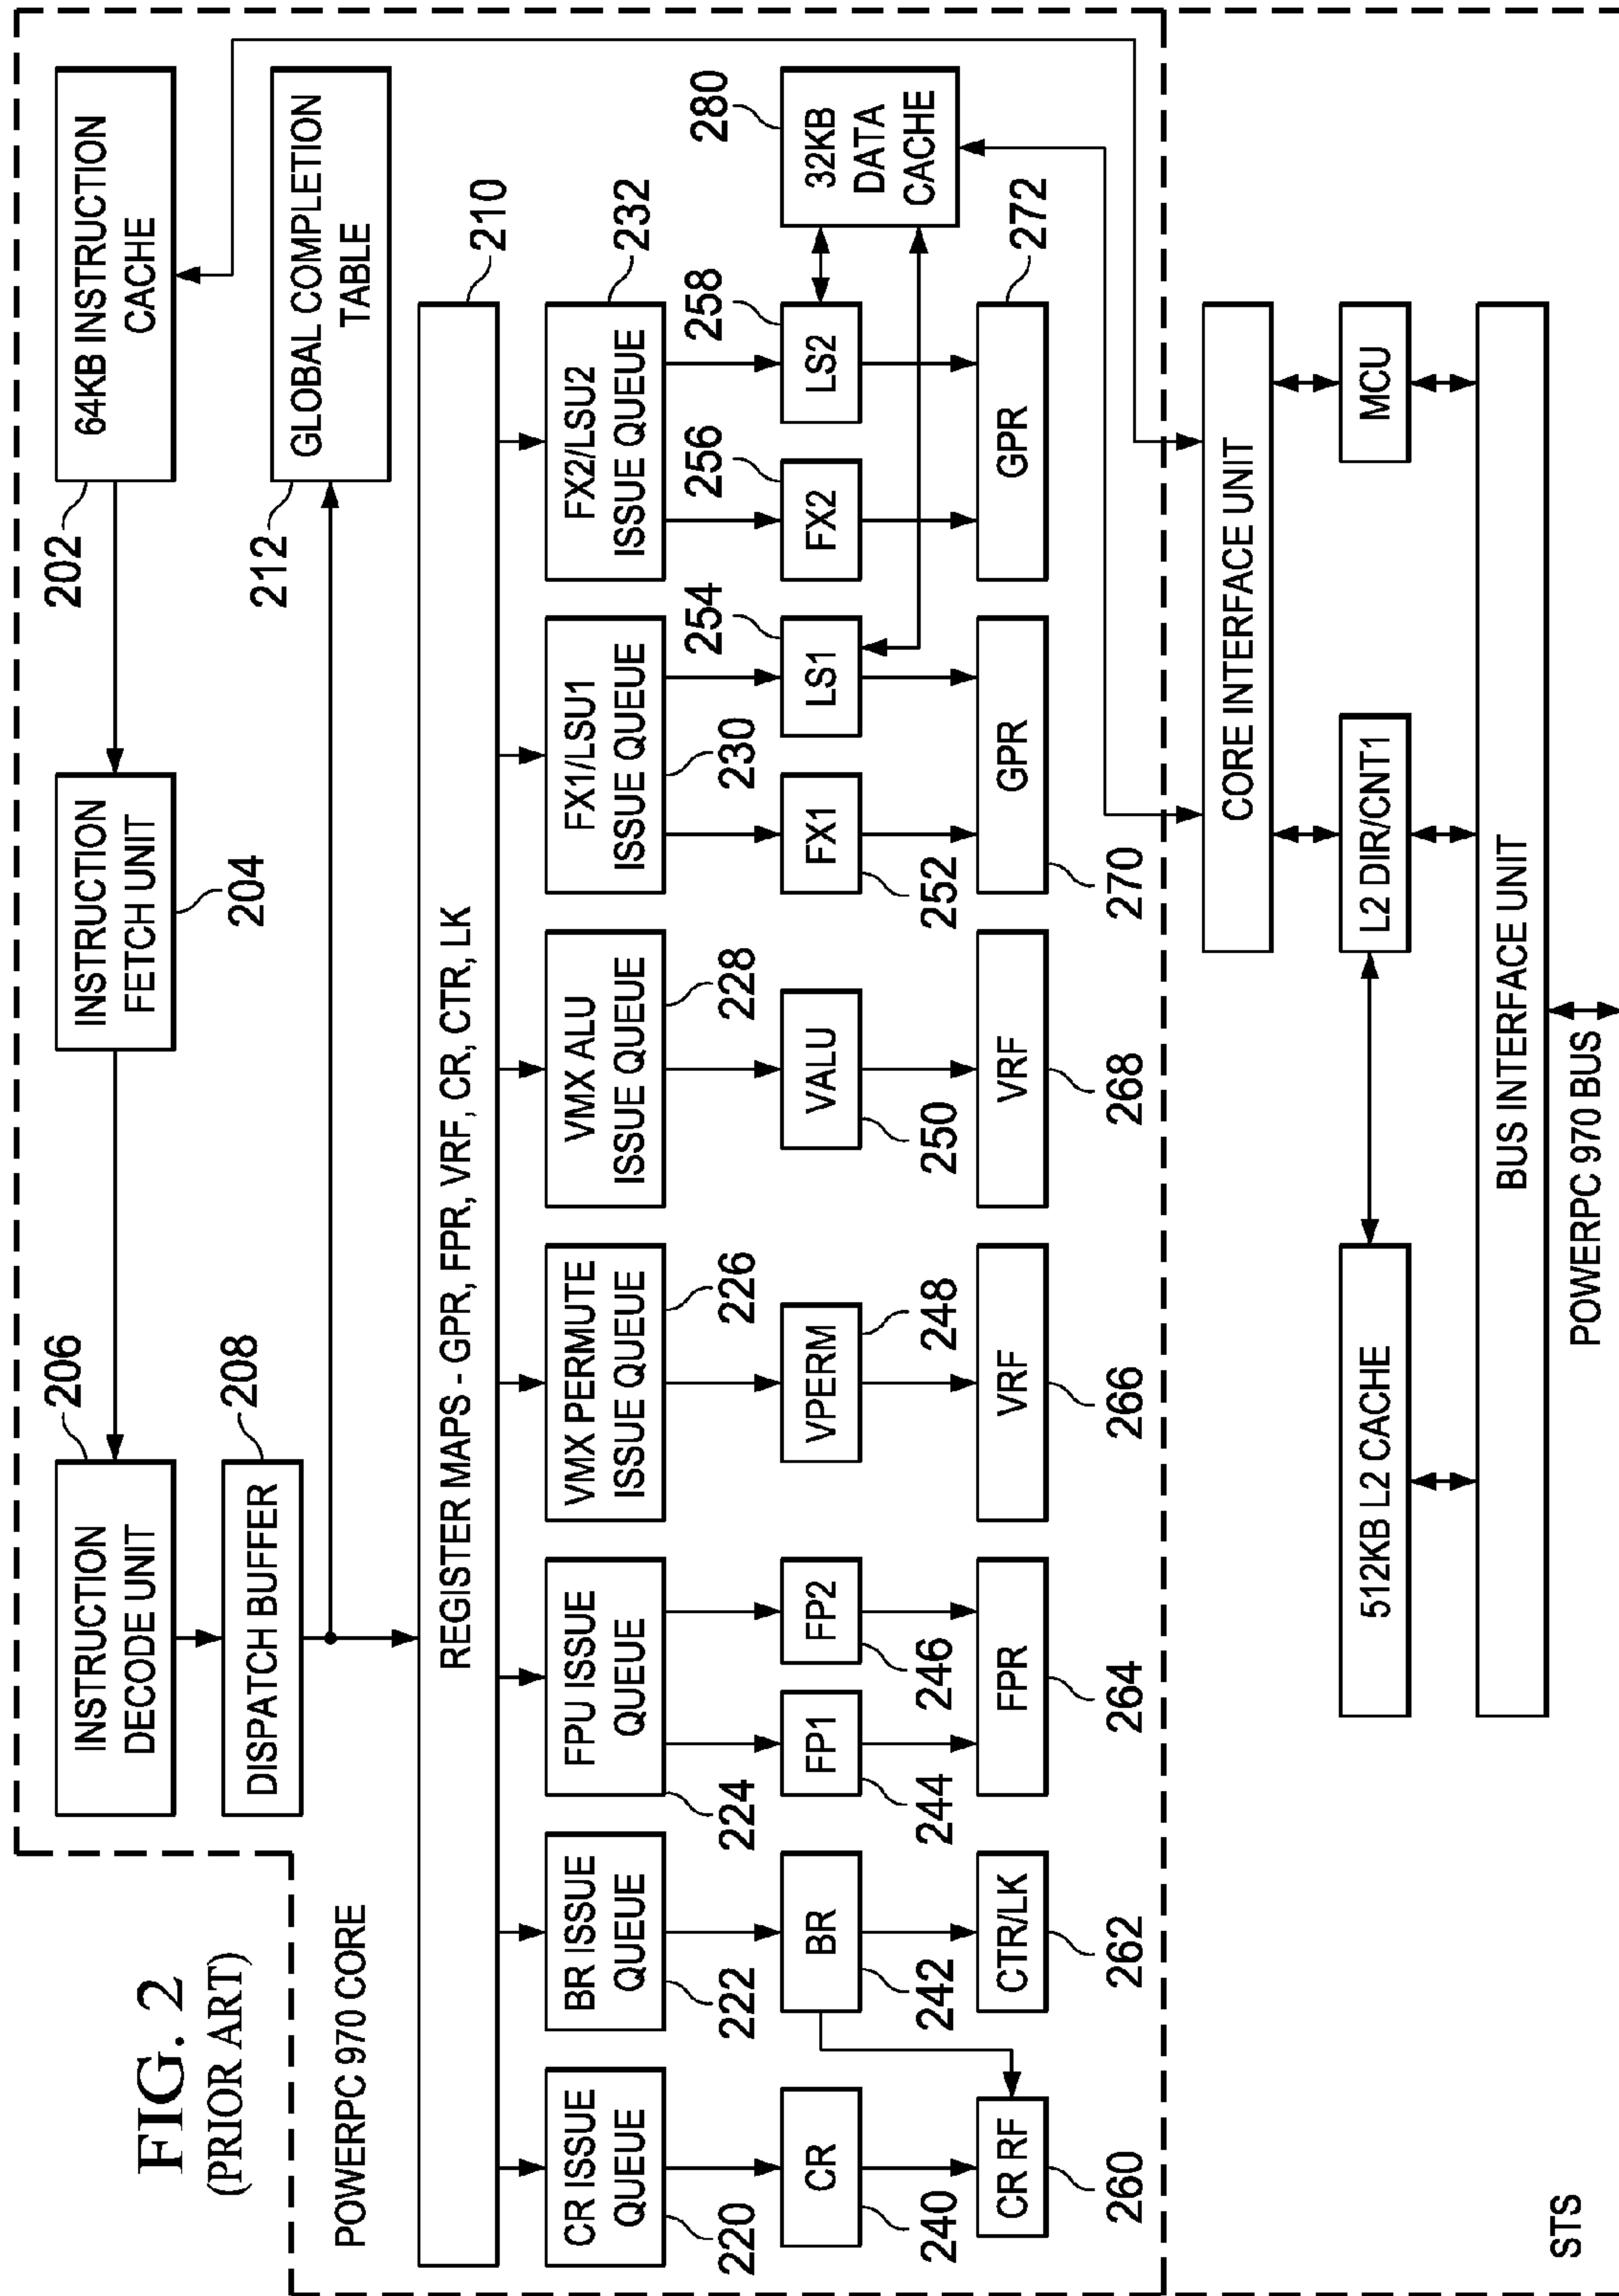 FIG. 2
(PRIOR ART)
206
INSTRUCTION
DECODE UNIT
INSTRUCTION
FETCH UNIT
204
202
64KB INSTRUCTION
CACHE
208
DISPATCH BUFFER
212
GLOBAL COMPLETION
TABLE
POWERPC 970 CORE
REGISTER MAPS - GPR, FPR, VRF, CR, CTR, LK
210
CR ISSUE
QUEUE
220
BR ISSUE
QUEUE
222
FPU ISSUE
QUEUE
224
VMX PERMUTE
ISSUE QUEUE
226
VMX ALU
ISSUE QUEUE
228
FX1/LSU1
ISSUE QUEUE
230
FX2/LSU2
ISSUE QUEUE
232
CR
240
BR
242
FP1
244
FP2
246
VPERM
248
VALU
250
FX1
252
LS1
254
FX2
256
LS2
258
32KB
DATA
CACHE
280
CR RF
260
CTR/LK
262
FPR
264
VRF
266
VRF
268
GPR
270
GPR
272
CORE INTERFACE UNIT
512KB L2 CACHE
L2 DIR/CNT1
MCU
BUS INTERFACE UNIT
POWERPC 970 BUS
STS